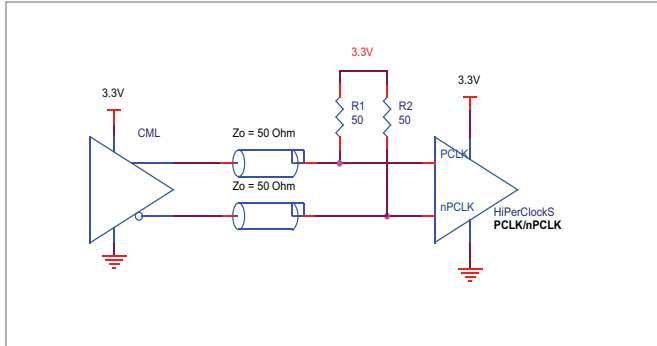 3.3V
3.3V
3.3V
R1
50
R2
50
CML
Zo = 50 Ohm
PCLK
Zo = 50 Ohm
nPCLK
HiPerClockS
PCLK/nPCLK